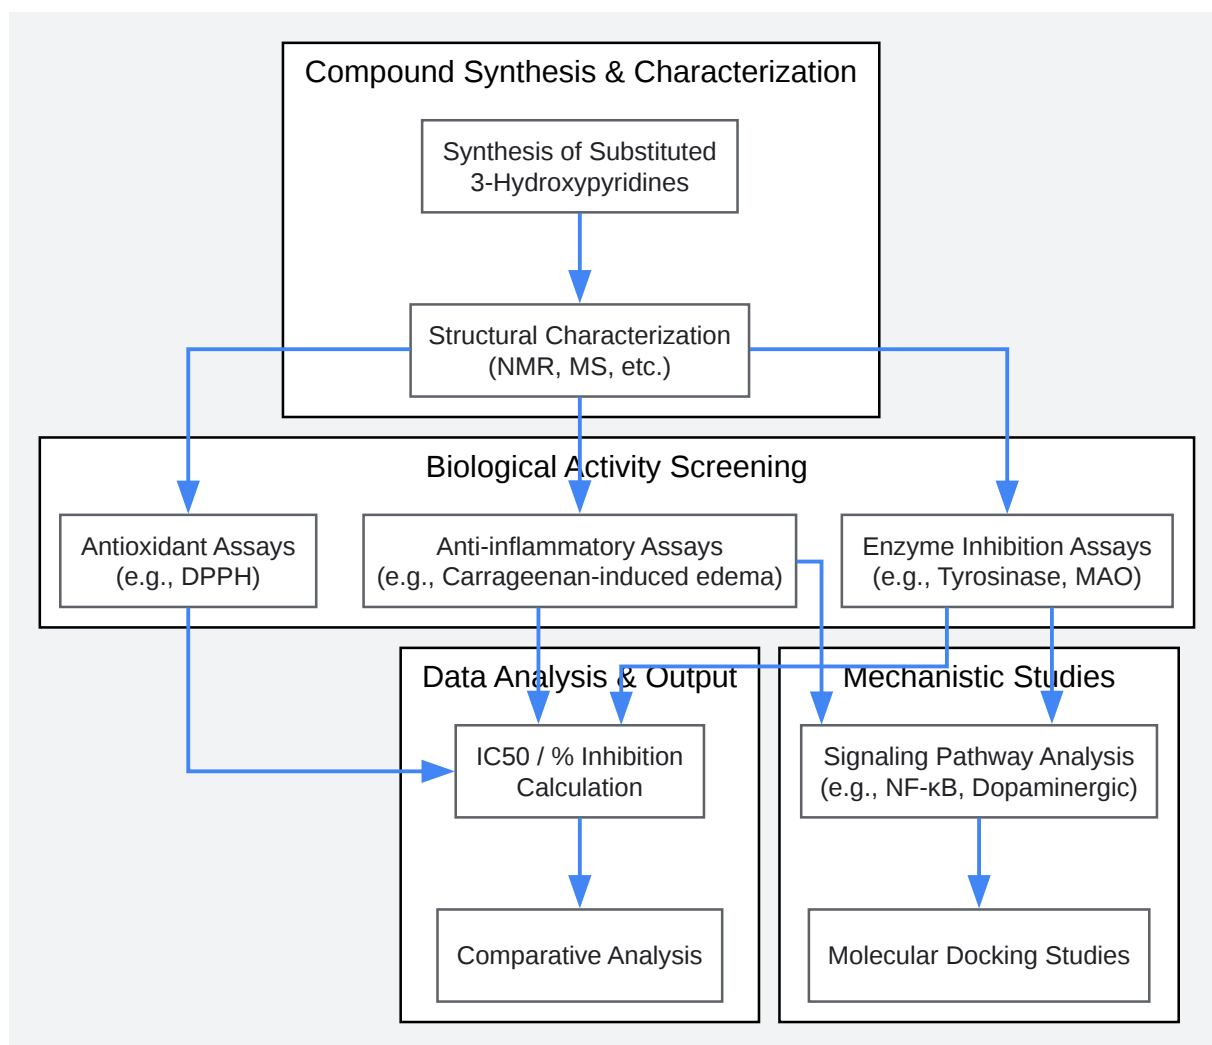 Compound Synthesis & Characterization
Synthesis of Substituted
3-Hydroxypyridines
Structural Characterization
(NMR, MS, etc.)
Biological Activity Screening
Antioxidant Assays
(e.g., DPPH)
Anti-inflammatory Assays
(e.g., Carrageenan-induced edema)
Enzyme Inhibition Assays
(e.g., Tyrosinase, MAO)
Data Analysis & Output
IC50 / % Inhibition
Calculation
Comparative Analysis
Mechanistic Studies
Signaling Pathway Analysis
(e.g., NF-κB, Dopaminergic)
Molecular Docking Studies